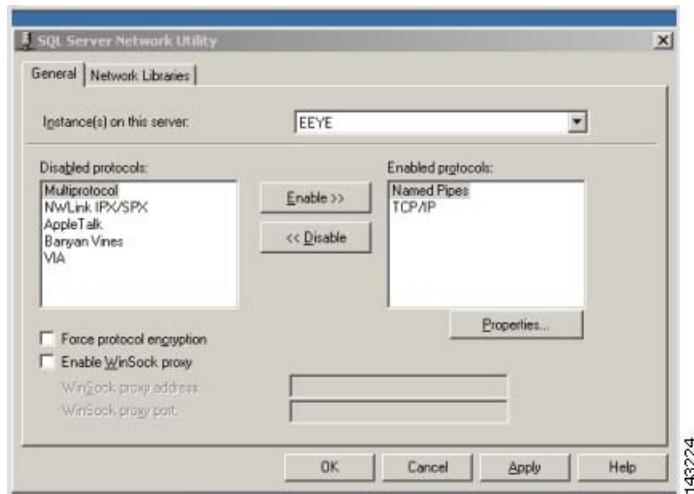 SQL Server Network Utility
General
Network Libraries
Instance(s) on this server:
EEYE
Disabled protocols:
Enabled protocols:
Multiprotocol
NWLink IPX/SPX
AppleTalk
Banyan Vines
VIA
Enable >>
<< Disable
Named Pipes
TCP/IP
Properties...
Force protocol encryption
Enable WinSock proxy
WinSock proxy address:
WinSock proxy port:
OK
Cancel
Apply
Help
143224